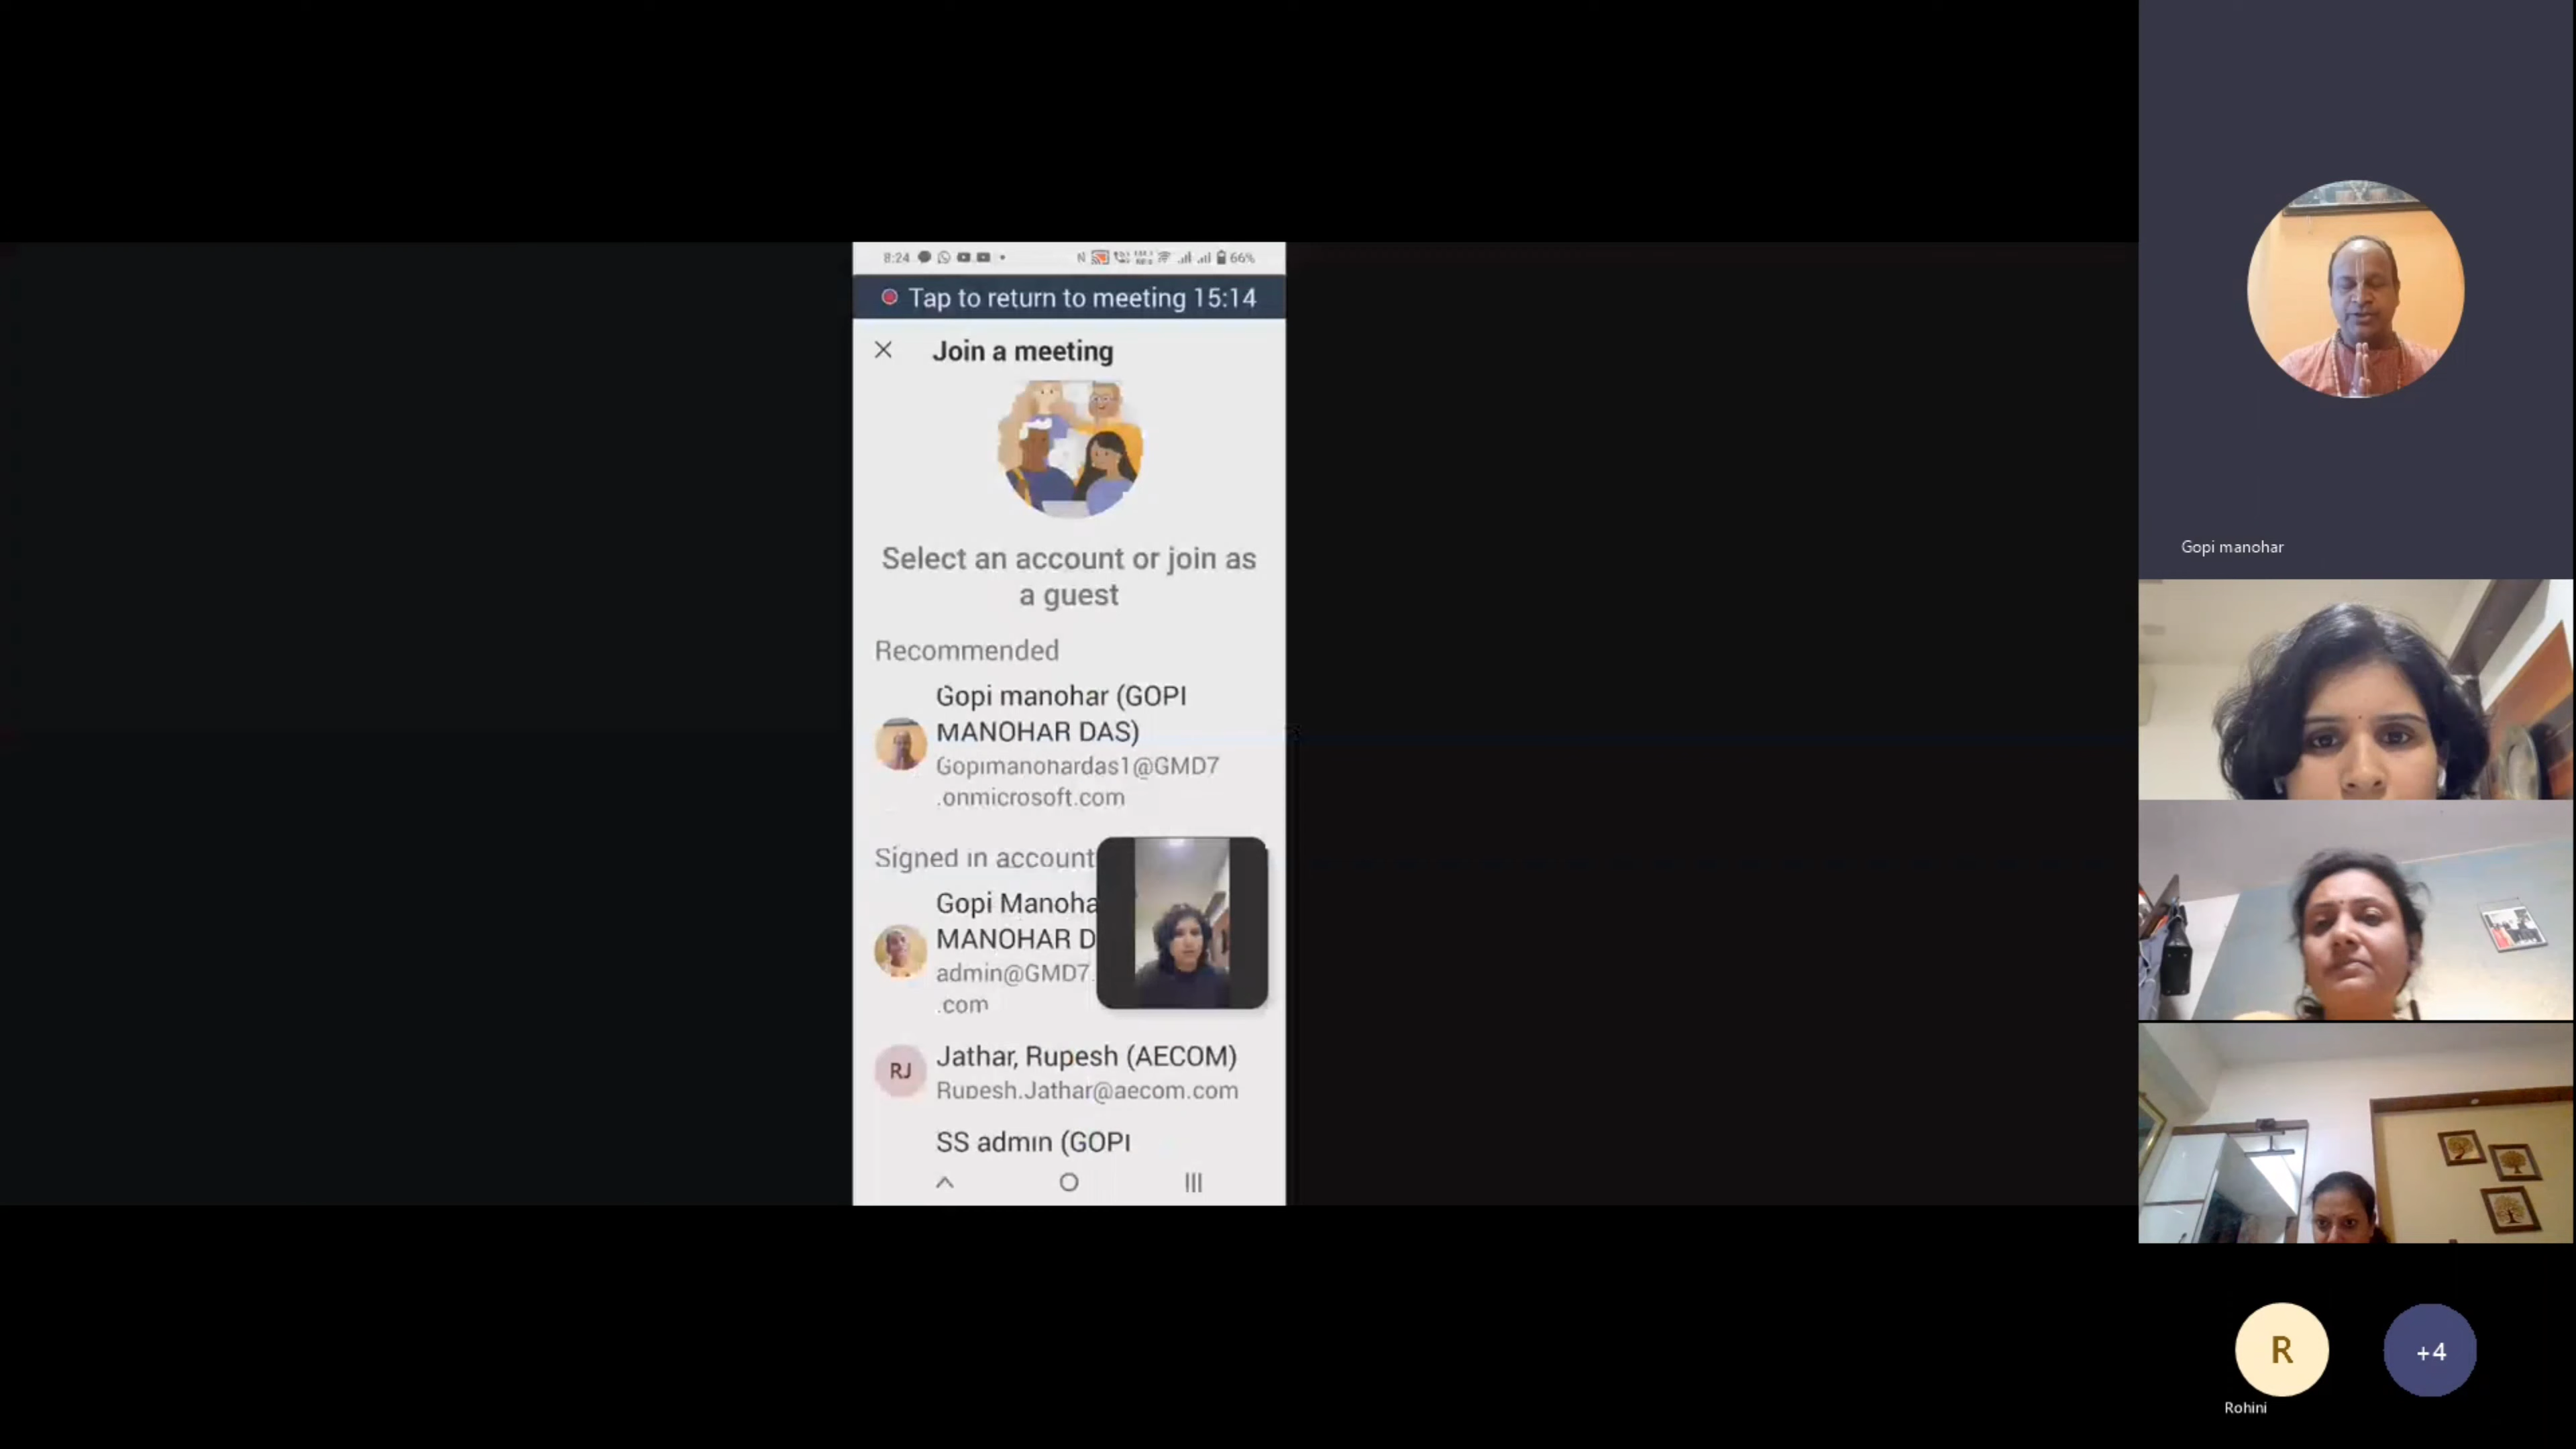 8:24
66%
Tap to return to meeting 15:14
Join a meeting
Select an account or join as
a guest
Recommended
Gopi manohar (GOPI
MANOHAR DAS)
Gopimanohardas1@GMD7
.onmicrosoft.com
Signed in account
Gopi Manoha
MANOHAR D
admin@GMD7.
.com
RJ
Jathar, Rupesh (AECOM)
Rupesh.Jathar@aecom.com
SS admin (GOPI
Gopi manohar
R
+4
Rohini